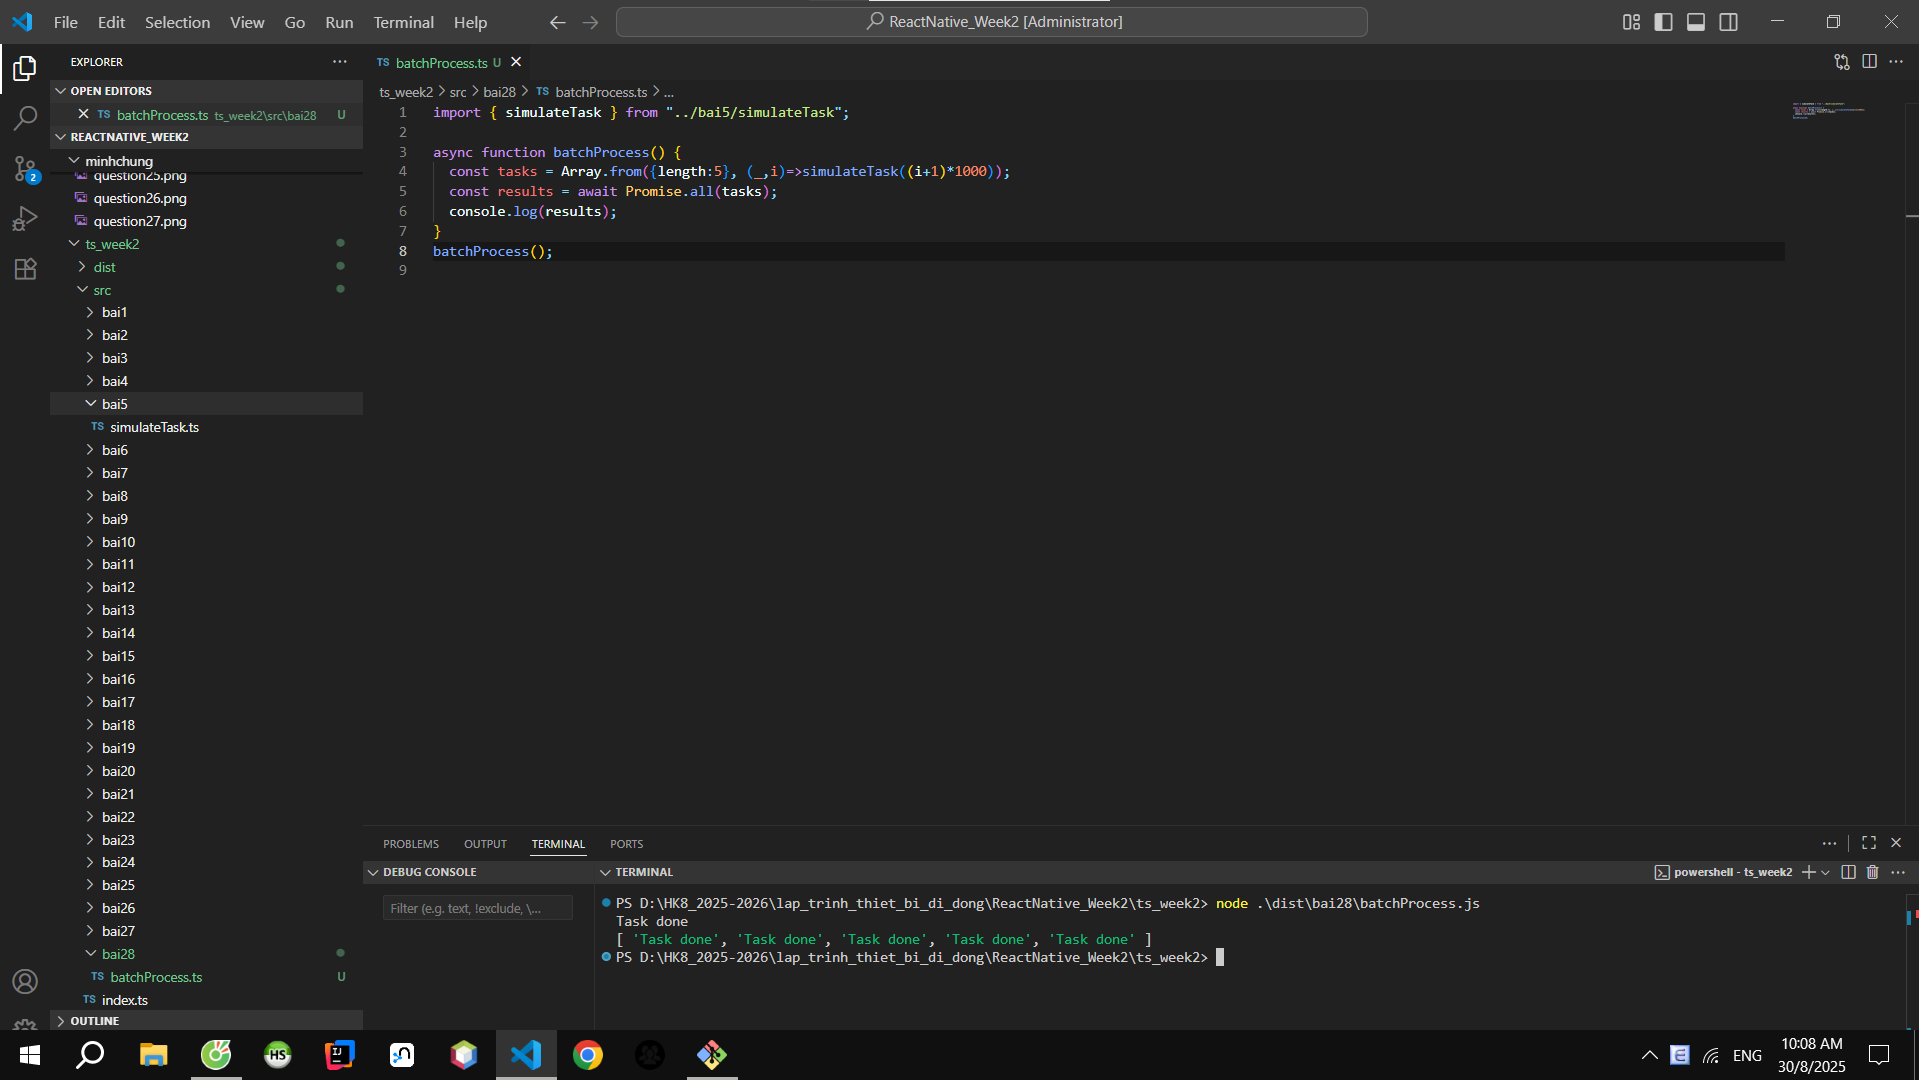 File Edit Selection View Go Run Terminal Help
ReactNative_Week2 [Administrator]
EXPLORER
OPEN EDITORS
TS batchProcess.ts ts_week2\src\bai28 U
REACTNATIVE_WEEK2
minhchung
question25.png
question26.png
question27.png
ts_week2
dist
src
bai1
bai2
bai3
bai4
bai5
TS simulateTask.ts
bai6
bai7
bai8
bai9
bai10
bai11
bai12
bai13
bai14
bai15
bai16
bai17
bai18
bai19
bai20
bai21
bai22
bai23
bai24
bai25
bai26
bai27
bai28
TS batchProcess.ts U
TS index.ts
OUTLINE
2
TS batchProcess.ts U
ts_week2 > src > bai28 > TS batchProcess.ts > ...
1 import { simulateTask } from "../bai5/simulateTask";
2
3 async function batchProcess() {
4 const tasks = Array.from({length:5}, (_,i)=>simulateTask((i+1)*1000));
5 const results = await Promise.all(tasks);
6 console.log(results);
7 }
8 batchProcess();
9
PROBLEMS OUTPUT TERMINAL PORTS
DEBUG CONSOLE
Filter (e.g. text, !exclude, \...
TERMINAL
powershell - ts_week2
PS D:\HK8_2025-2026\lap_trinh_thiet_bi_di_dong\ReactNative_Week2\ts_week2> node .\dist\bai28\batchProcess.js
Task done
[ 'Task done', 'Task done', 'Task done', 'Task done', 'Task done' ]
PS D:\HK8_2025-2026\lap_trinh_thiet_bi_di_dong\ReactNative_Week2\ts_week2>
HS
IJ
E
ENG
10:08 AM
30/8/2025